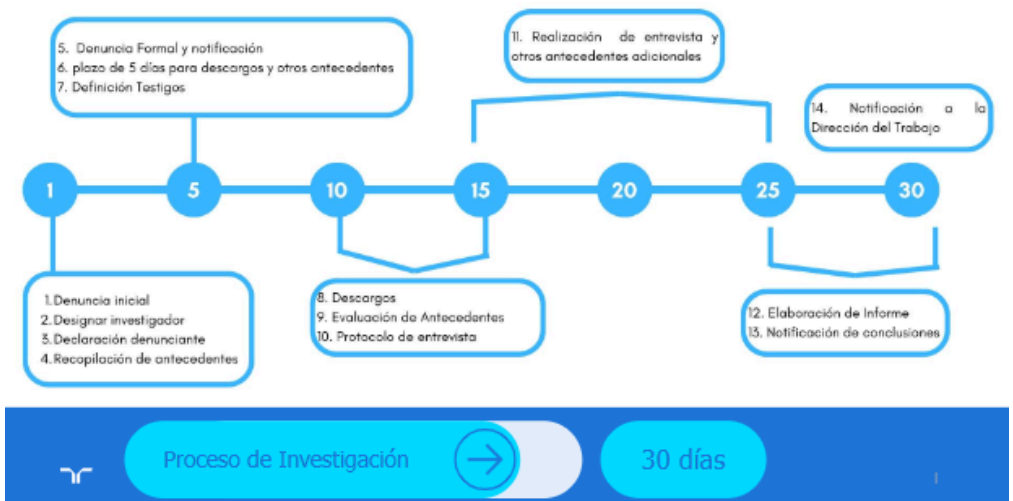 5. Denuncia Formal y notificación
6. plazo de 5 días para descargos y otros antecedentes
7. Definición Testigos
11. Realización de entrevista y
otros antecedentes adicionales
14. Notificación a la
Dirección del Trabajo
1 5 10 15 20 25 30
1. Denuncia inicial
2. Designar investigador
3. Declaración denunciante
4. Recopilación de antecedentes
8. Descargos
9. Evaluación de Antecedentes
10. Protocolo de entrevista
12. Elaboración de Informe
13. Notificación de conclusiones
Proceso de Investigación
30 días